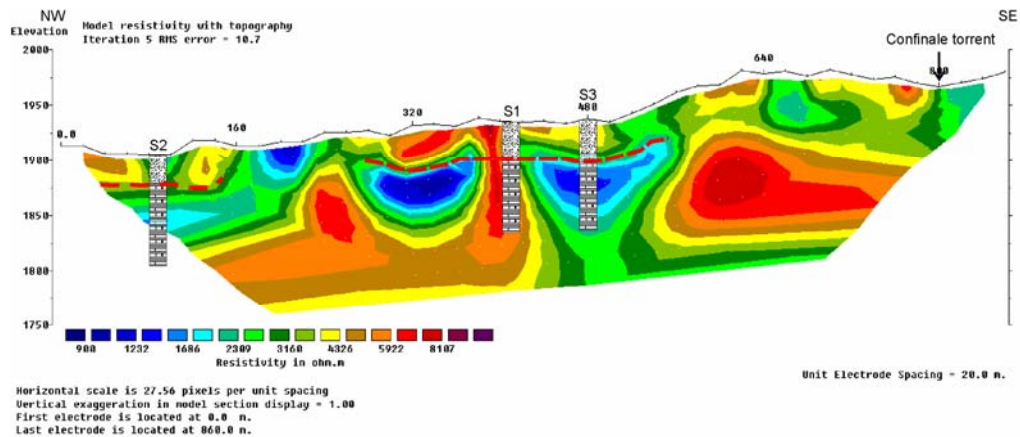 NW
SE
Elevation
Model resistivity with topography
Iteration 5 RMS error = 10.7
Confinale torrent
2000
1950
1900
1850
1800
1750
0.0
S2
160
320
S1
S3
480
640
800
900 1232 1686 2309 3160 4326 5922 8107
Resistivity in ohm.m
Unit Electrode Spacing = 20.0 m.
Horizontal scale is 27.56 pixels per unit spacing
Vertical exaggeration in model section display = 1.00
First electrode is located at 0.0 m.
Last electrode is located at 860.0 m.